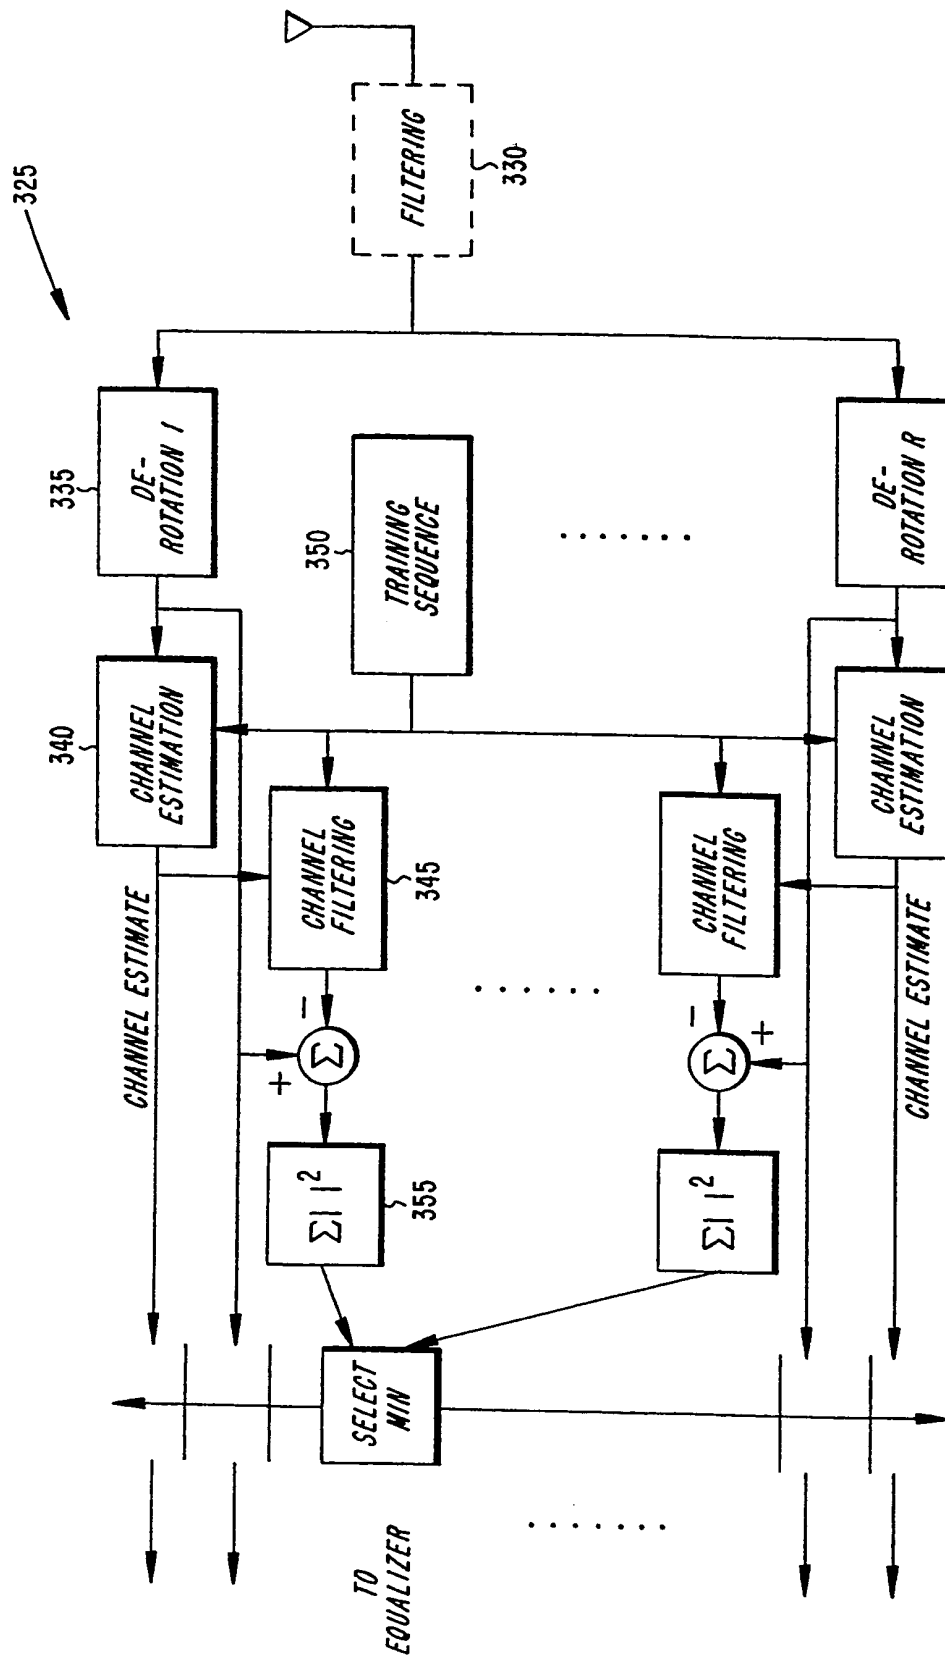 325
FILTERING
330
335
DE-
ROTATION 1
350
TRAINING
SEQUENCE
DE-
ROTATION R
340
CHANNEL
ESTIMATION
CHANNEL
FILTERING
345
CHANNEL
FILTERING
CHANNEL
ESTIMATION
CHANNEL ESTIMATE
−
Σ
+
−
Σ
+
CHANNEL ESTIMATE
Σ| |²
355
Σ| |²
SELECT
MIN
TO
EQUALIZER